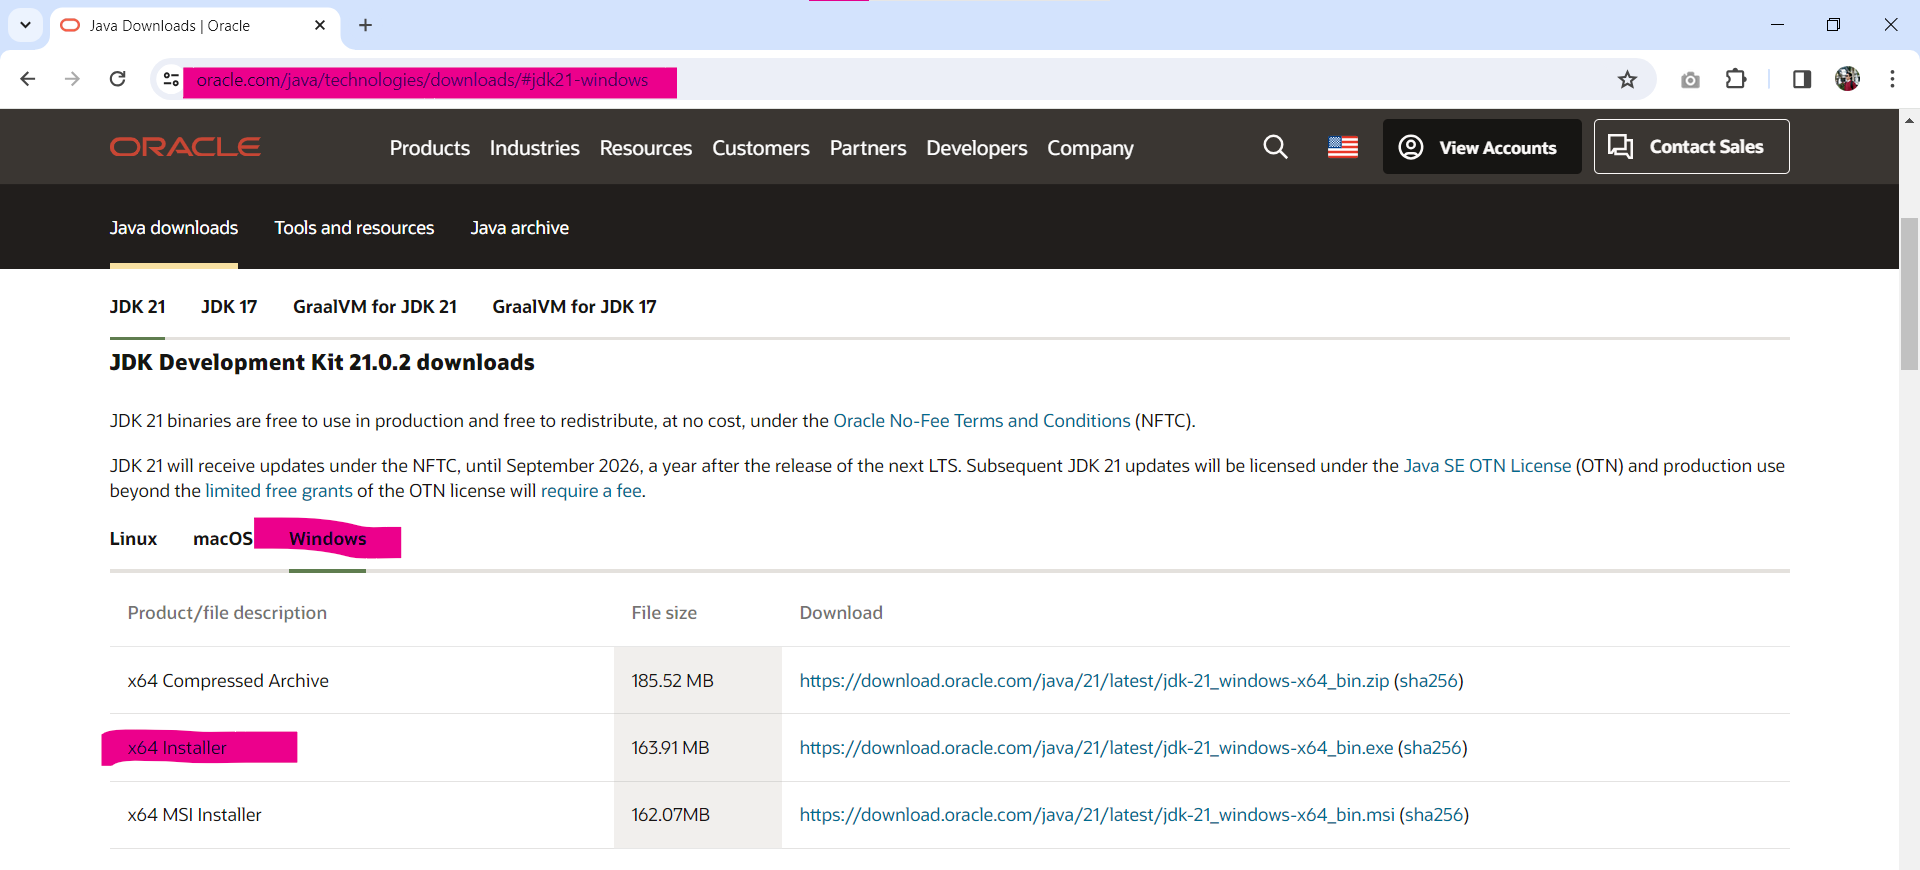 Java Downloads | Oracle
oracle.com/java/technologies/downloads/#jdk21-windows
ORACLE
Products Industries Resources Customers Partners Developers Company View Accounts Contact Sales
Java downloads Tools and resources Java archive
JDK 21 JDK 17 GraalVM for JDK 21 GraalVM for JDK 17
JDK Development Kit 21.0.2 downloads
JDK 21 binaries are free to use in production and free to redistribute, at no cost, under the Oracle No-Fee Terms and Conditions (NFTC).
JDK 21 will receive updates under the NFTC, until September 2026, a year after the release of the next LTS. Subsequent JDK 21 updates will be licensed under the Java SE OTN License (OTN) and production use
beyond the limited free grants of the OTN license will require a fee.
Linux macOS Windows
Product/file description File size Download
x64 Compressed Archive 185.52 MB https://download.oracle.com/java/21/latest/jdk-21_windows-x64_bin.zip (sha256)
x64 Installer 163.91 MB https://download.oracle.com/java/21/latest/jdk-21_windows-x64_bin.exe (sha256)
x64 MSI Installer 162.07MB https://download.oracle.com/java/21/latest/jdk-21_windows-x64_bin.msi (sha256)